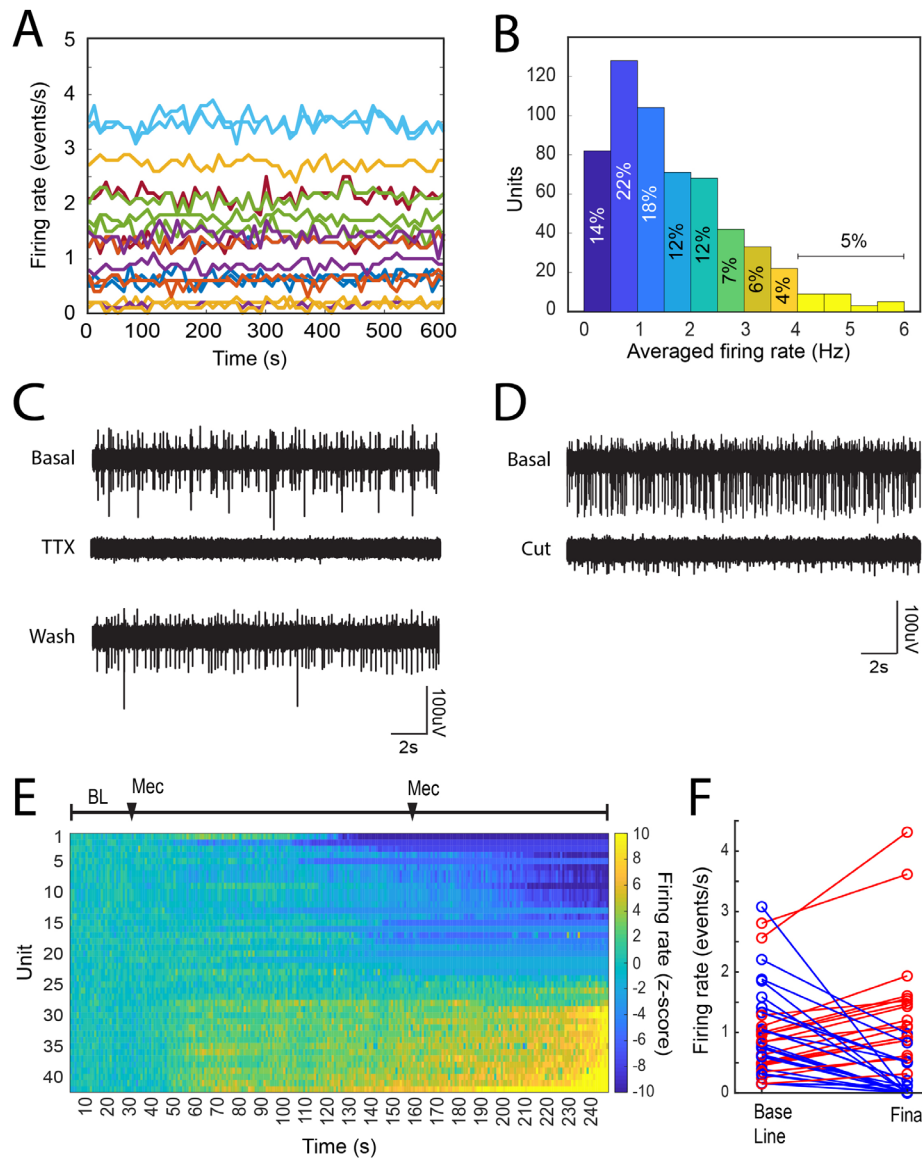 A
Firing rate (events/s)
5
4
3
2
1
0
0 100 200 300 400 500 600
Time (s)
B
Units
120
100
80
60
40
20
0
14%
22%
18%
12%
12%
7%
6%
4%
5%
0 1 2 3 4 5 6
Averaged firing rate (Hz)
C
Basal
TTX
Wash
100uV
2s
D
Basal
Cut
100uV
2s
E
BL
Mec
Mec
Unit
1
5
10
15
20
25
30
35
40
10 20 30 40 50 60 70 80 90 100 110 120 130 140 150 160 170 180 190 200 210 220 230 240
Time (s)
10
8
6
4
2
0
-2
-4
-6
-8
-10
Firing rate (z-score)
F
Firing rate (events/s)
4
3
2
1
0
Base
Line
Fina